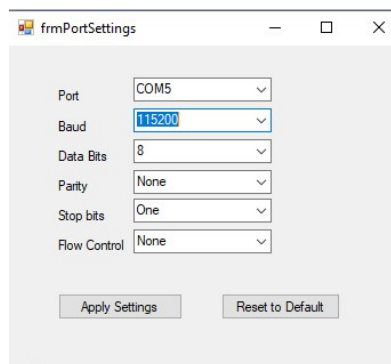 frmPortSettings
Port COM5
Baud 115200
Data Bits 8
Parity None
Stop bits One
Flow Control None
Apply Settings Reset to Default